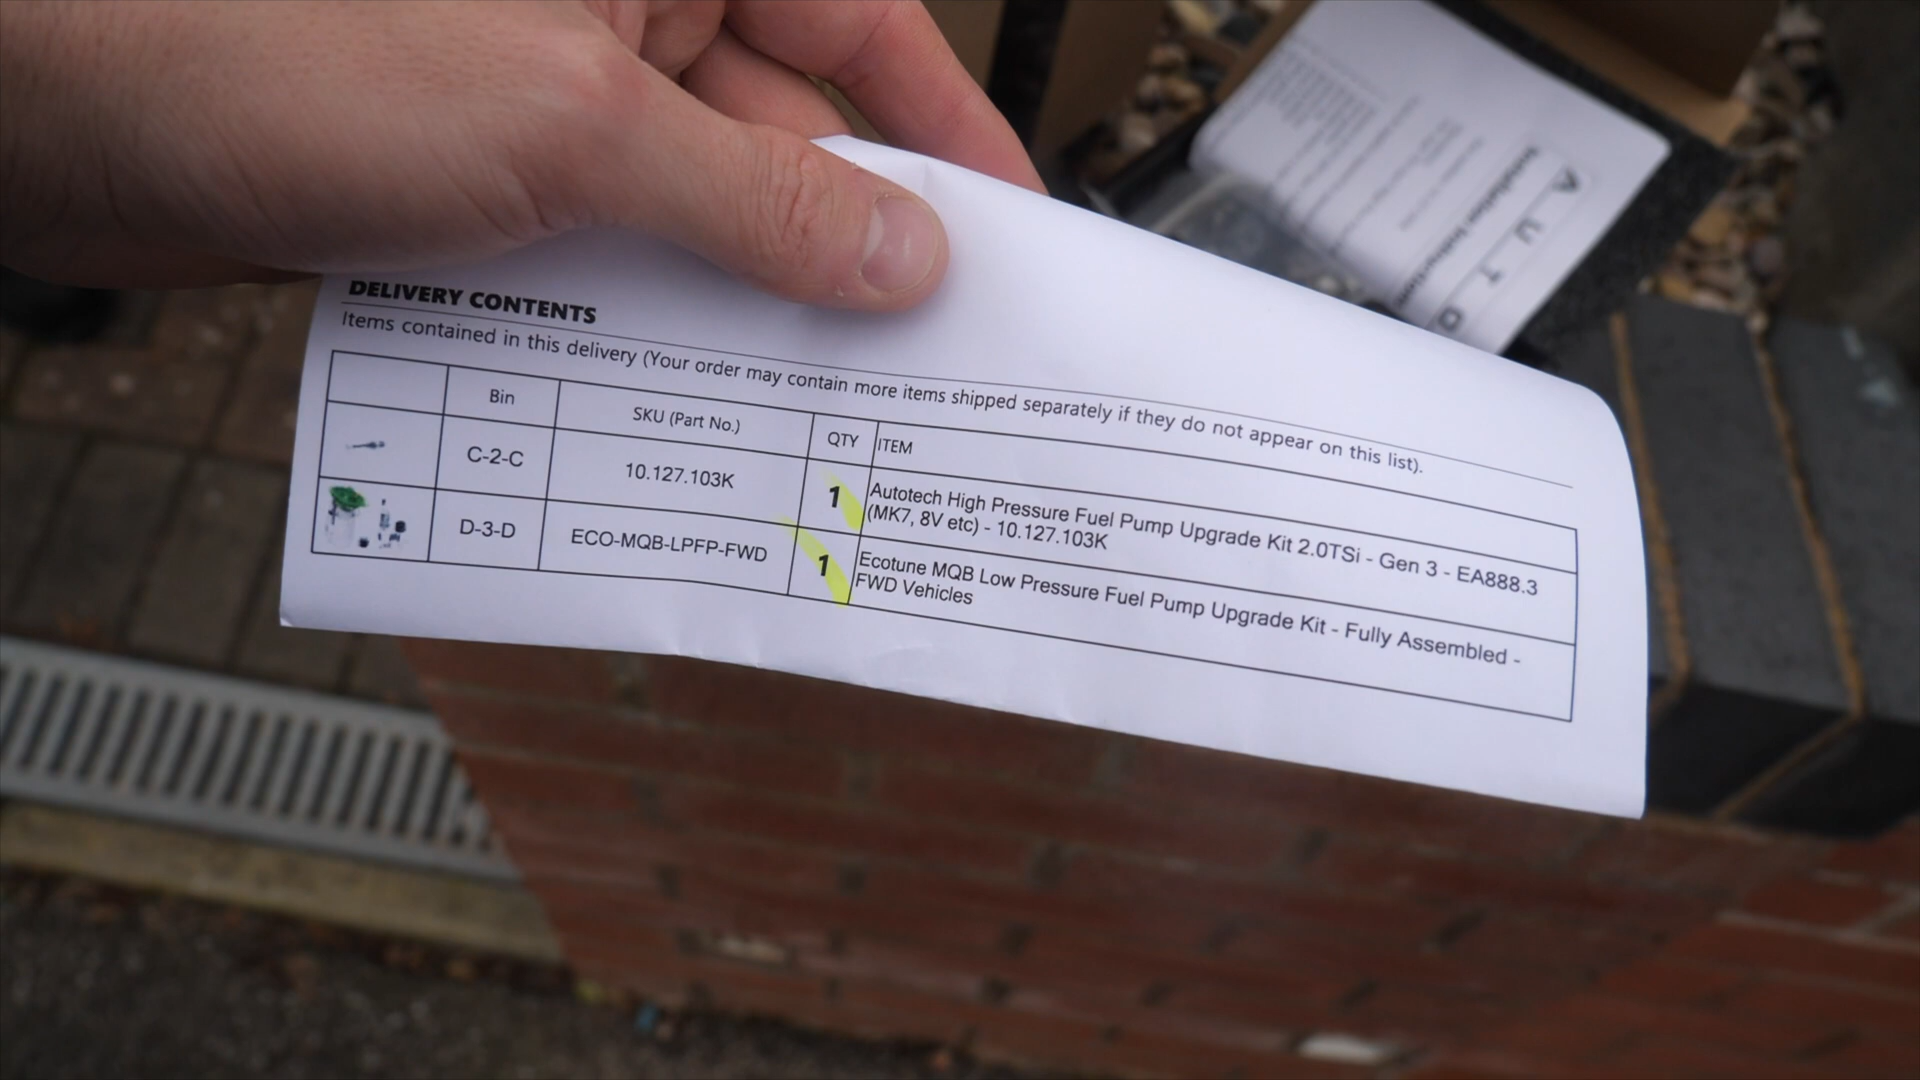 DELIVERY CONTENTS
Items contained in this delivery (Your order may contain more items shipped separately if they do not appear on this list).
Bin
SKU (Part No.)
QTY
ITEM
C-2-C
10.127.103K
1
Autotech High Pressure Fuel Pump Upgrade Kit 2.0TSi - Gen 3 - EA888.3
(MK7, 8V etc) - 10.127.103K
D-3-D
ECO-MQB-LPFP-FWD
1
Ecotune MQB Low Pressure Fuel Pump Upgrade Kit - Fully Assembled -
FWD Vehicles
A U T O
Installation Instructions